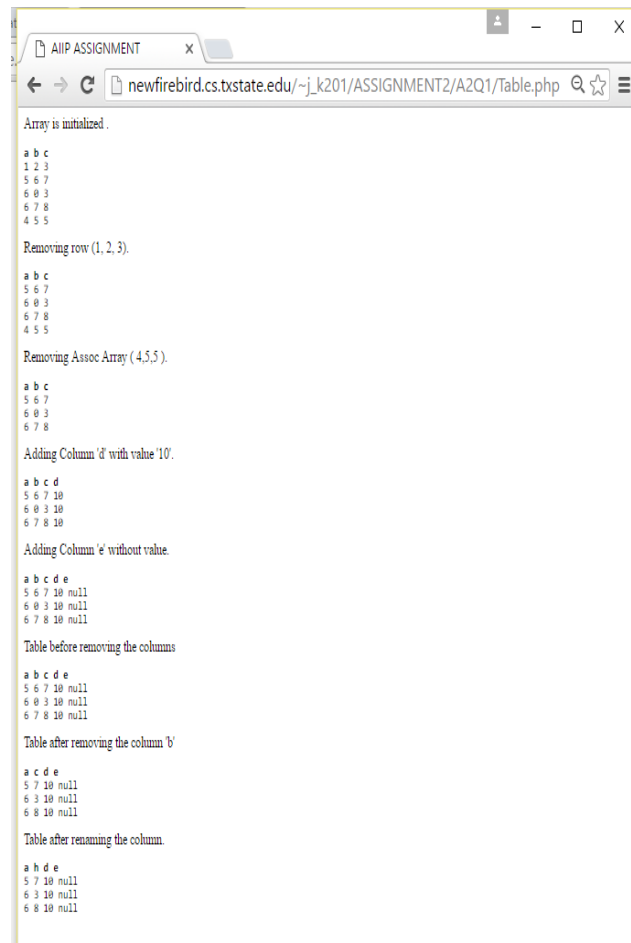 AIIP ASSIGNMENT
newfirebird.cs.txstate.edu/~j_k201/ASSIGNMENT2/A2Q1/Table.php
Array is initialized .
a b c
1 2 3
5 6 7
6 0 3
6 7 8
4 5 5
Removing row (1, 2, 3).
a b c
5 6 7
6 0 3
6 7 8
4 5 5
Removing Assoc Array ( 4,5,5 ).
a b c
5 6 7
6 0 3
6 7 8
Adding Column 'd' with value '10'.
a b c d
5 6 7 10
6 0 3 10
6 7 8 10
Adding Column 'e' without value.
a b c d e
5 6 7 10 null
6 0 3 10 null
6 7 8 10 null
Table before removing the columns
a b c d e
5 6 7 10 null
6 0 3 10 null
6 7 8 10 null
Table after removing the column 'b'
a c d e
5 7 10 null
6 3 10 null
6 8 10 null
Table after renaming the column.
a h d e
5 7 10 null
6 3 10 null
6 8 10 null